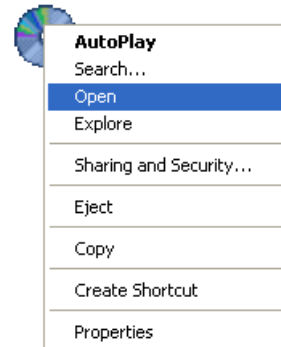 AutoPlay
Search...
Open
Explore
Sharing and Security...
Eject
Copy
Create Shortcut
Properties